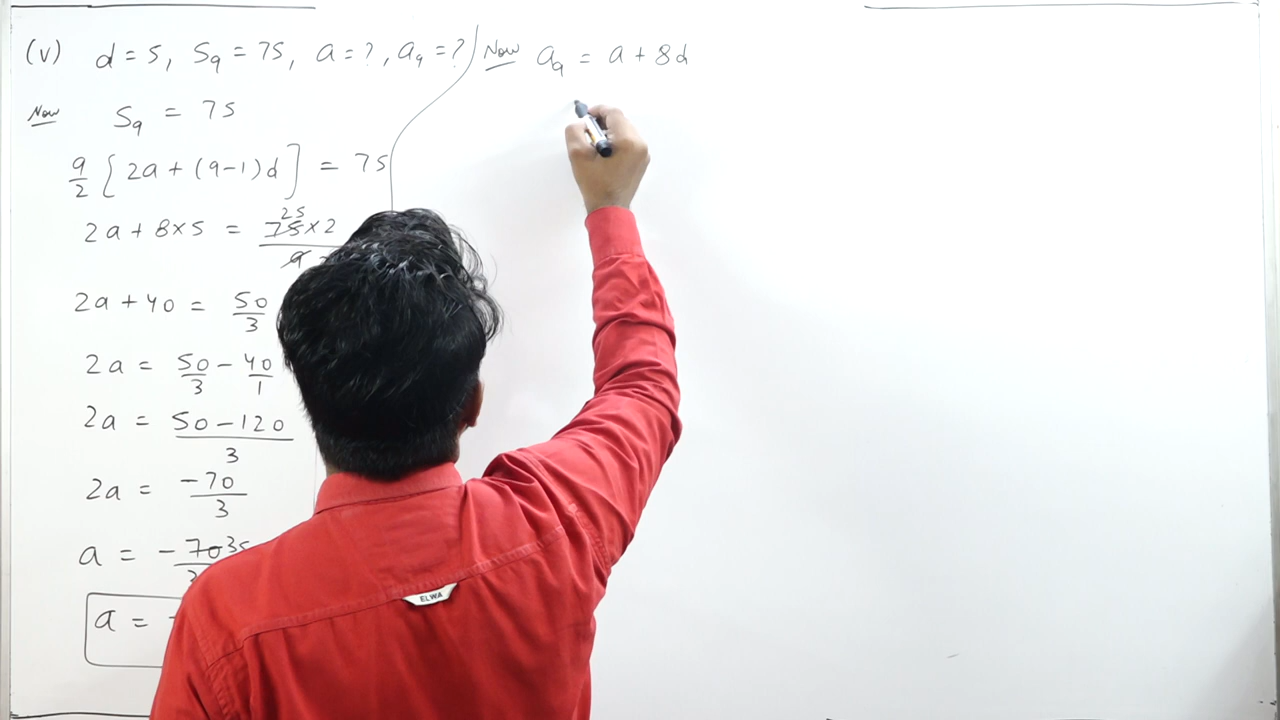 (v) d = 5, S₉ = 75, a = ?, a₉ = ?
Now S₉ = 75
9/2 [2a + (9-1)d] = 75
2a + 8×5 = 75 25 ×2 / 9
2a + 40 = 50/3
2a = 50/3 - 40/1
2a = 50-120 / 3
2a = -70/3
a = -70 35
a =
Now a₉ = a + 8d
ELWA